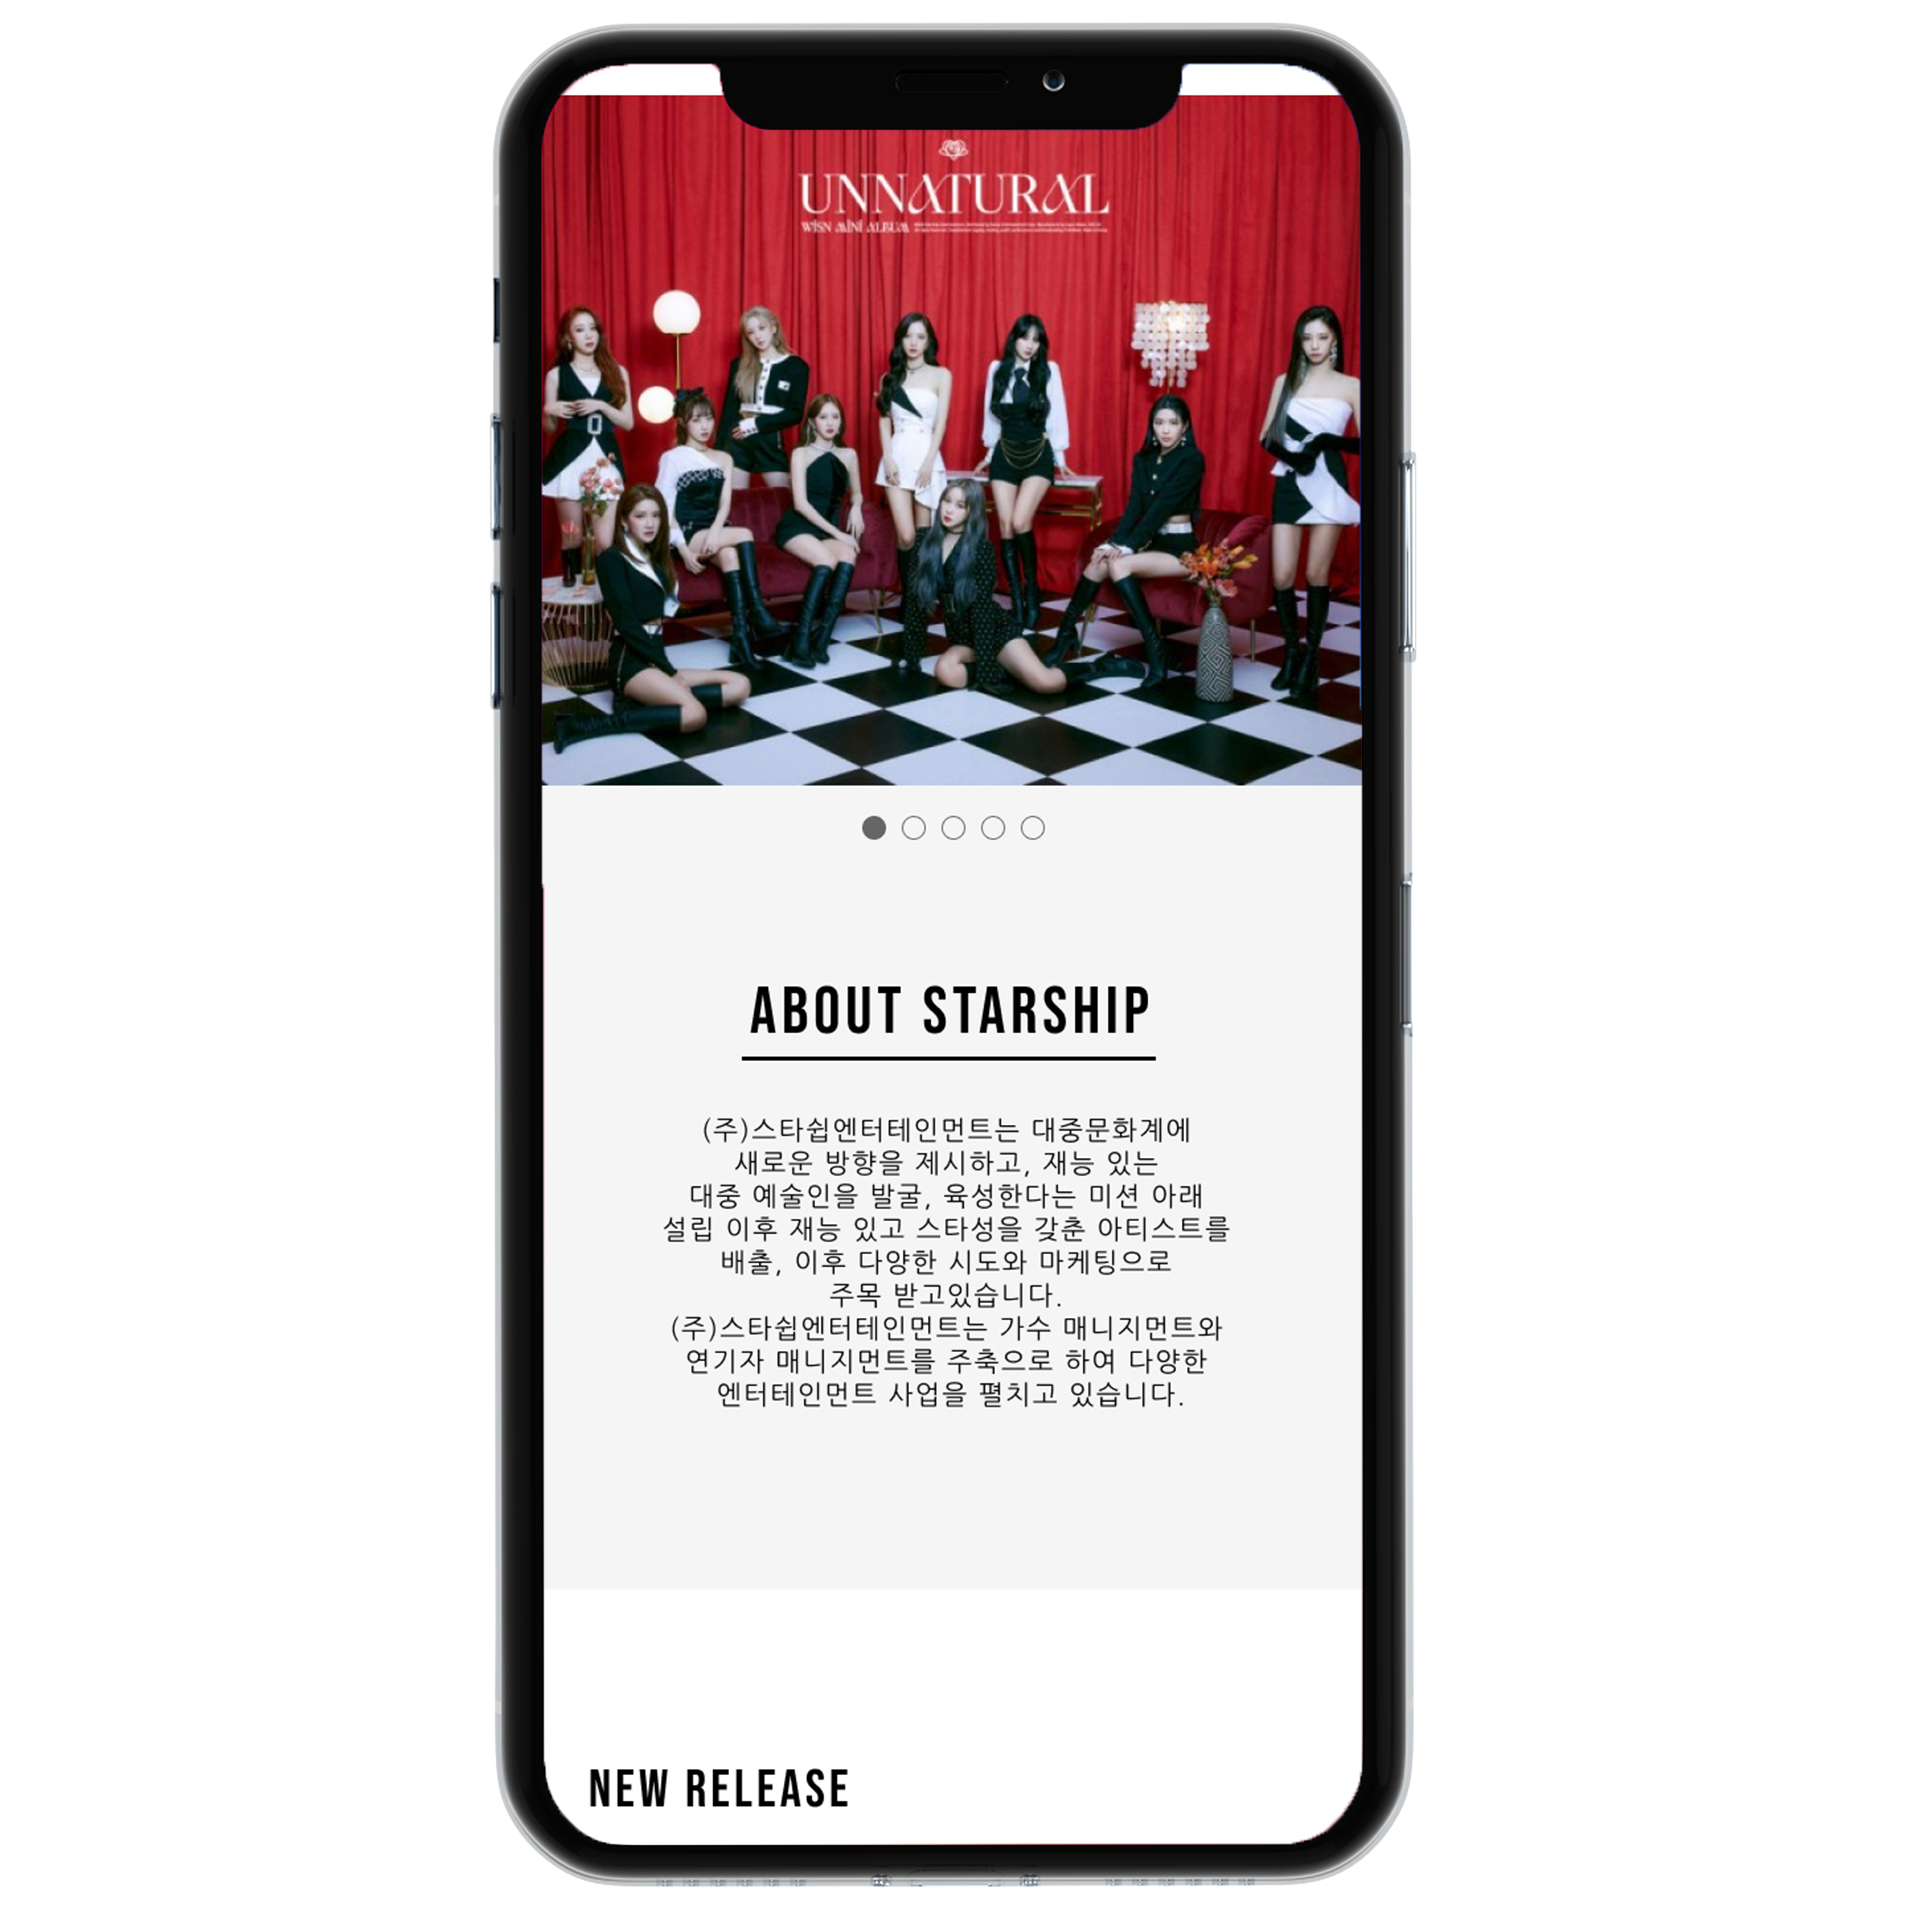 UNNATURAL
WJSN MINI ALBUM
ABOUT STARSHIP
(주)스타쉽엔터테인먼트는 대중문화계에
새로운 방향을 제시하고, 재능 있는
대중 예술인을 발굴, 육성한다는 미션 아래
설립 이후 재능 있고 스타성을 갖춘 아티스트를
배출, 이후 다양한 시도와 마케팅으로
주목 받고있습니다.
(주)스타쉽엔터테인먼트는 가수 매니지먼트와
연기자 매니지먼트를 주축으로 하여 다양한
엔터테인먼트 사업을 펼치고 있습니다.
NEW RELEASE